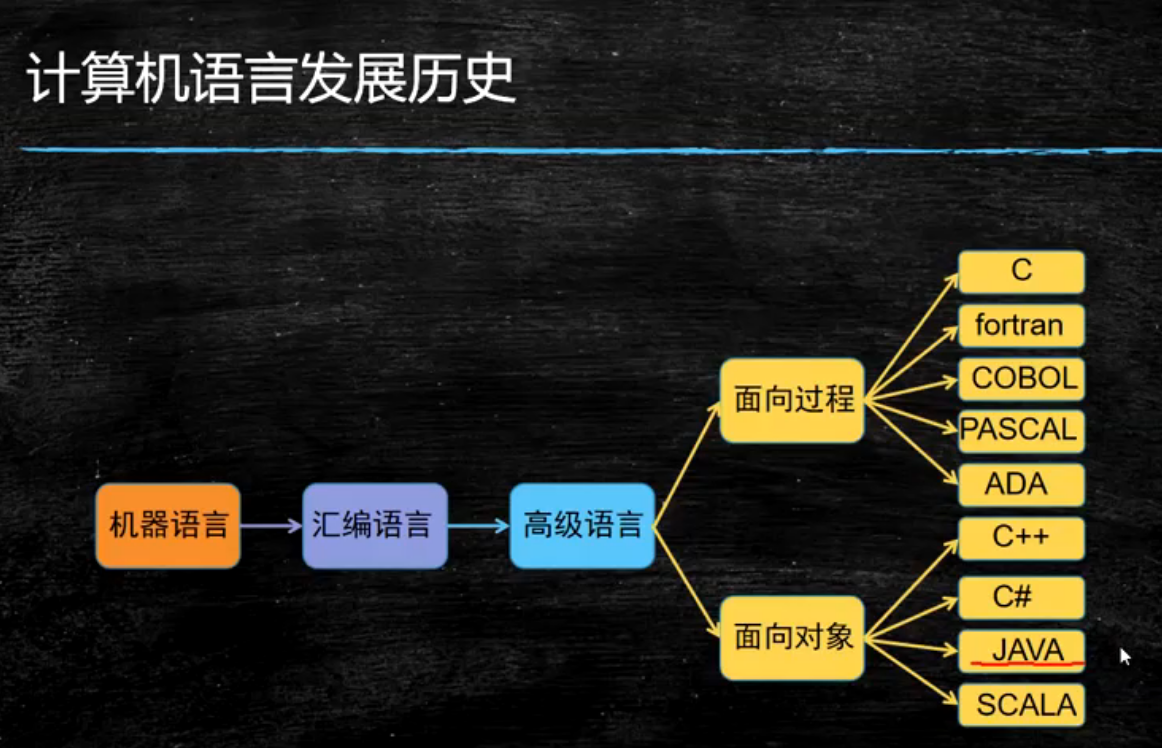 计算机语言发展历史
机器语言
汇编语言
高级语言
面向过程
C
fortran
COBOL
PASCAL
ADA
面向对象
C++
C#
JAVA
SCALA